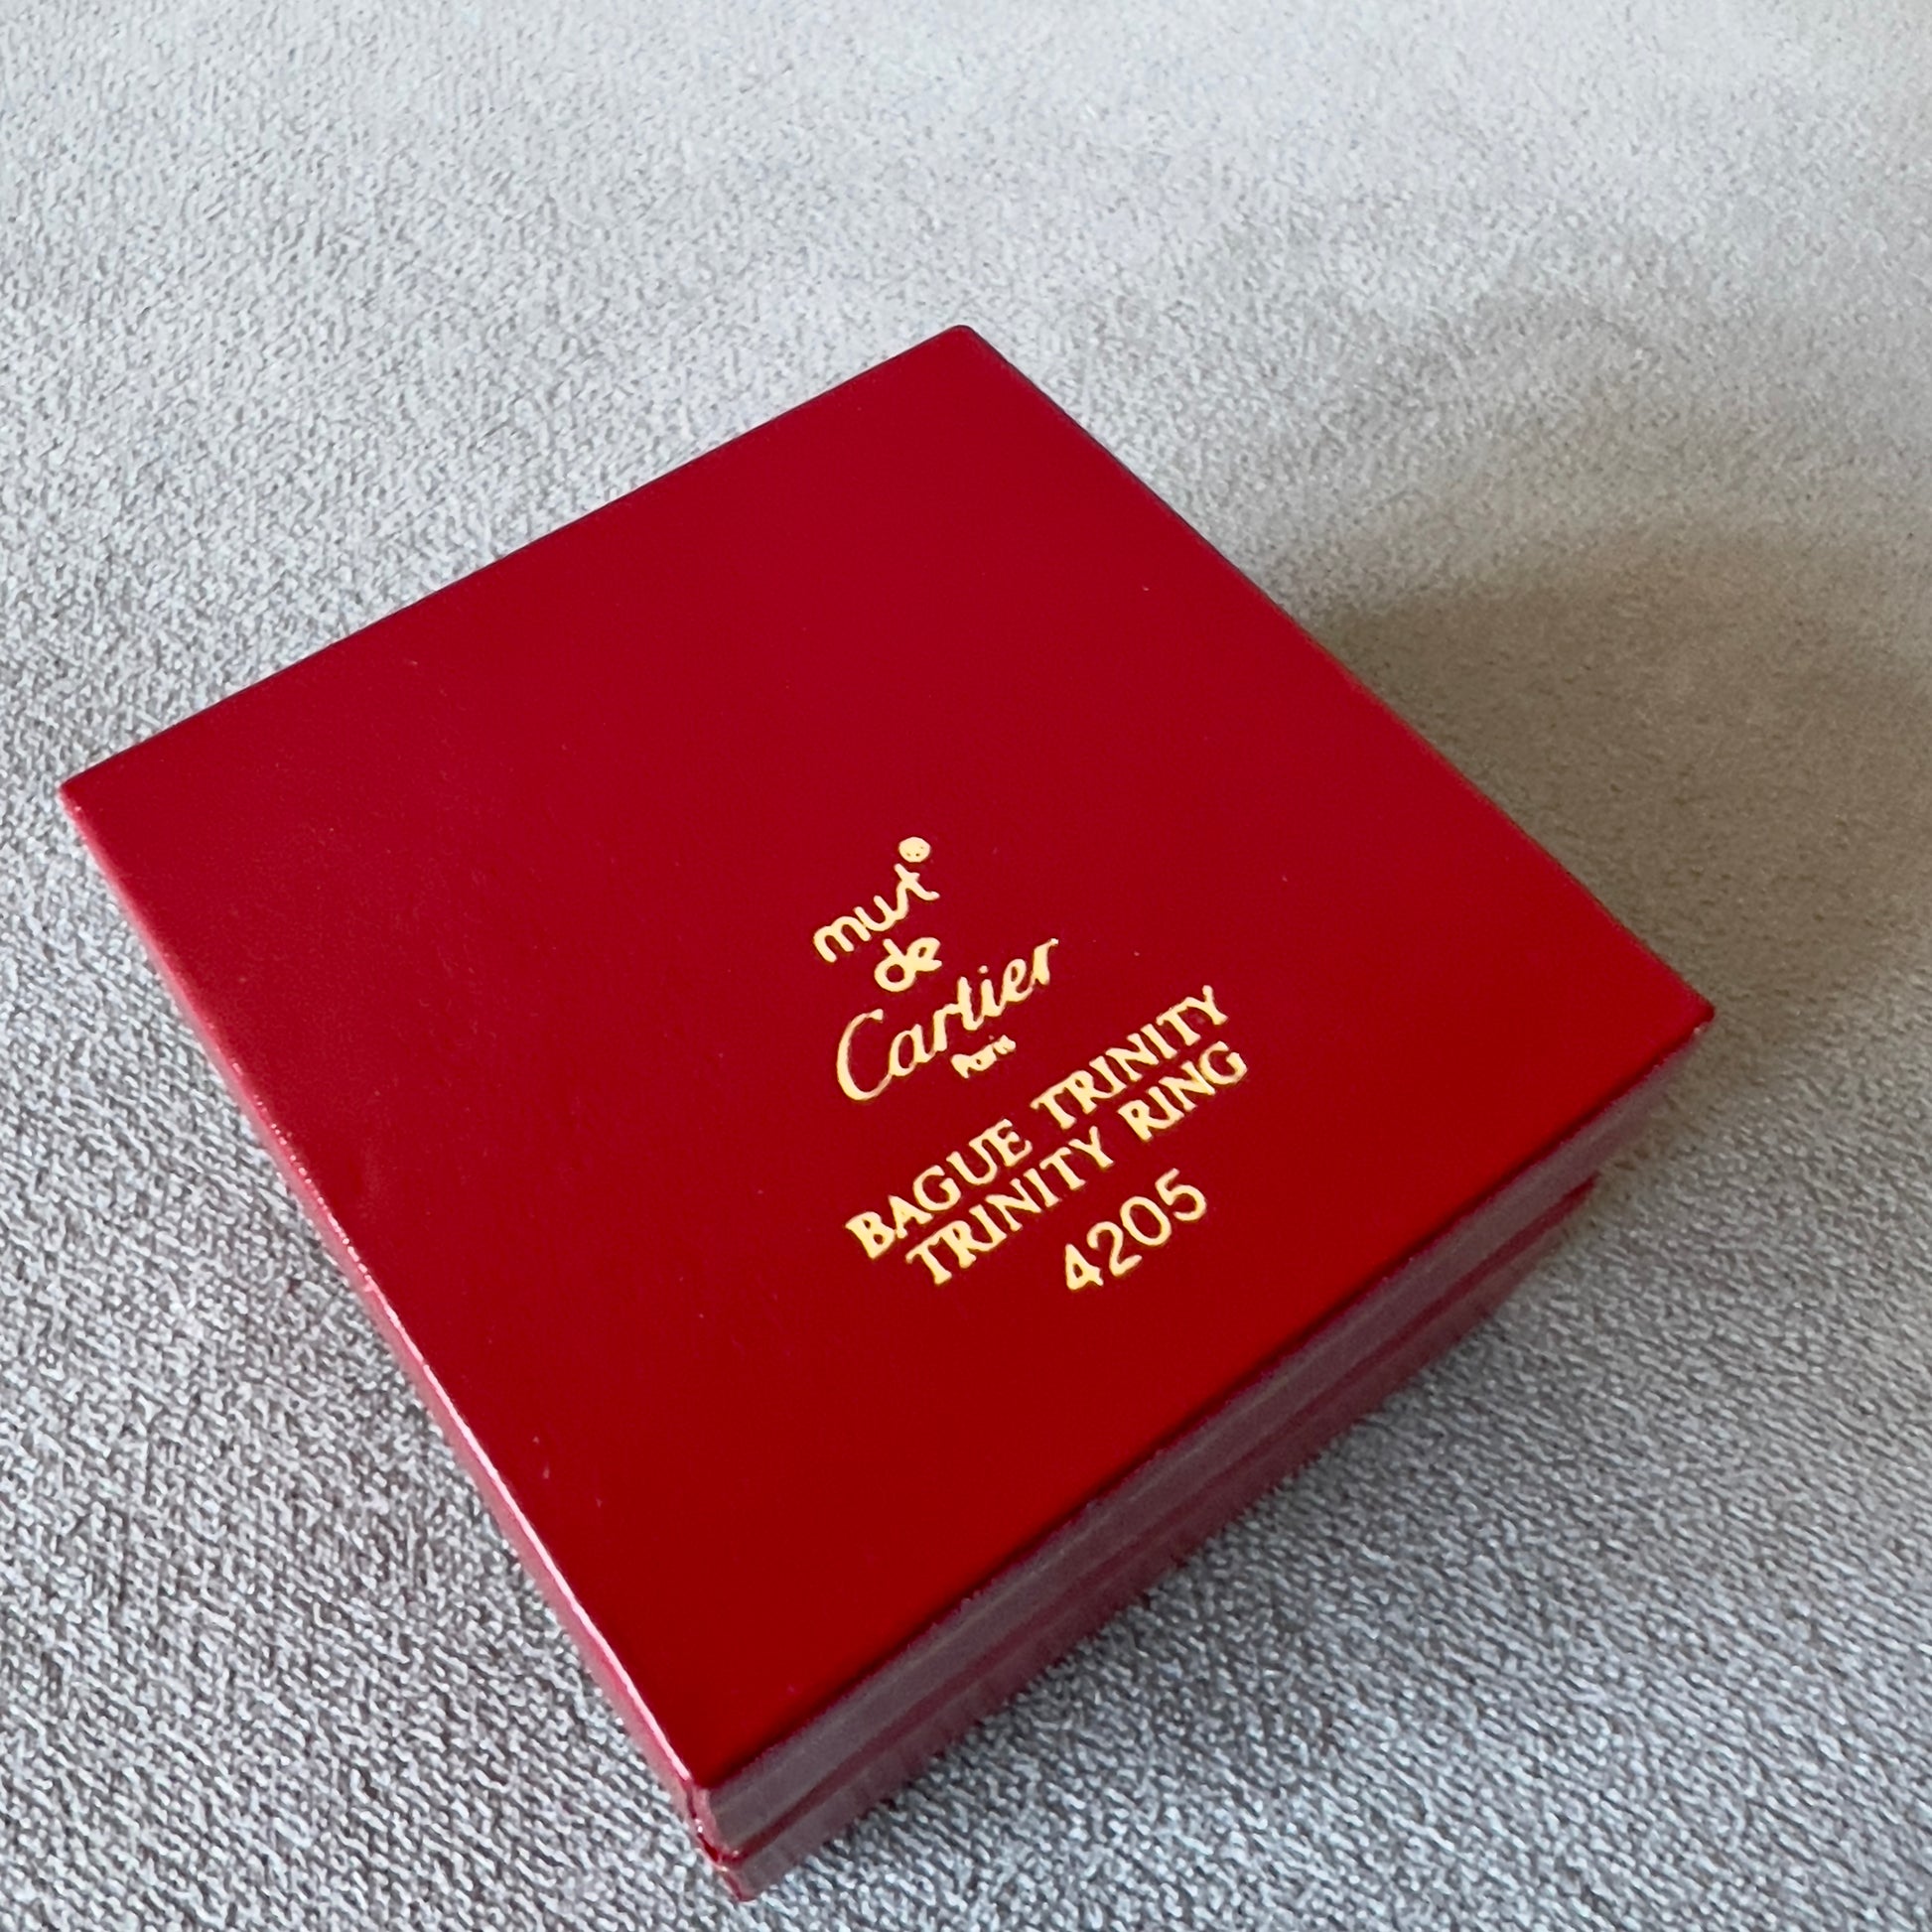 must®
de
Cartier
Paris
BAGUE TRINITY
TRINITY RING
4205